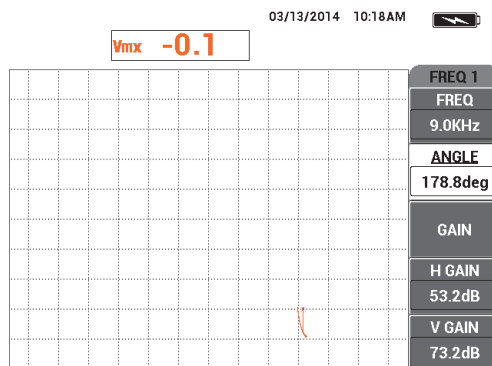 03/13/2014 10:18AM
Vmx -0.1
FREQ 1
FREQ
9.0KHz
ANGLE
178.8deg
GAIN
H GAIN
53.2dB
V GAIN
73.2dB